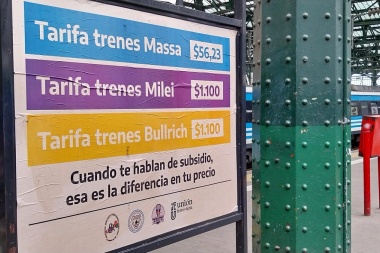 Tarifa trenes Massa $56,23
Tarifa trenes Milei $1.100
Tarifa trenes Bullrich $1.100
Cuando te hablan de subsidio,
esa es la diferencia en tu precio
unión